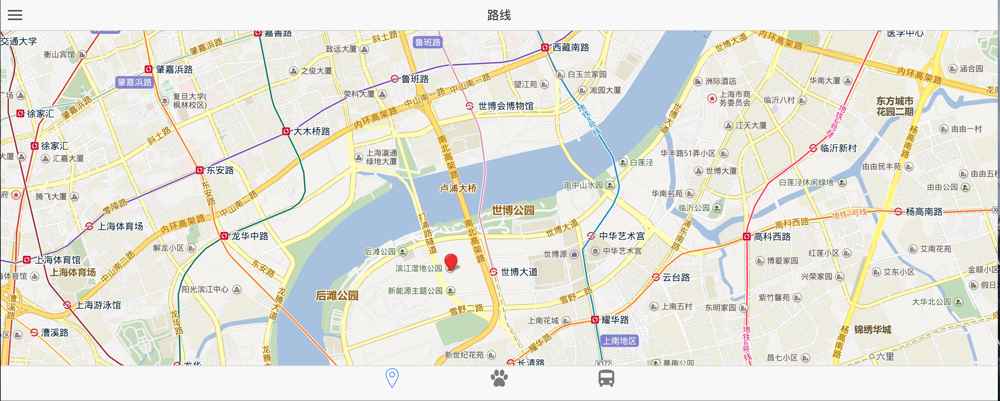 路线
交通大学
嘉善路
医学中心
肇嘉浜路
斜土路
鲁班路
西藏南路
世博大道
内环高架路
衡山宾馆
致远大厦
肇嘉浜路
肇嘉浜路
之俊大厦
鲁班路
白玉兰家园
洲际酒店
华南大厦
内环高架路
涵合园
广场
复旦大学(
枫林校区)
荣科大厦
中山南一路
中山南一路
望江苑
淞园大厦
上海市商
务委员会
临沂八村
东方城市
花园二期
徐家汇
肇嘉浜路
世博会博物馆
地铁8号线
世博大道
地铁6号线
内环高架路
斜土路
大木桥路
江天大厦
由由一村
徐家汇
南北高架路
临沂新村
杨高南路
大厦
汇嘉大厦
上海瀛通
绿地大厦
华丰路51弄小区
白莲泾
东安路
世博大厦
由由民丰苑
卢浦大桥
亩中山水园
白莲泾休闲绿地
由由公园
府
腾飞大厦
东安路
中山南二路
华南名苑
零陵路
世博公园
临沂公园
地铁7号线
杨高南路
上海体育场
内环高架路
打浦路隧道
南北高架路
世博大道
浦东南路
高科西路
龙华中路
中华艺术宫
高科西路
解龙小区
后滩公园
世博源
中华艺术宫
红莲小区
艾南花苑
上海体育馆
上海体育场
中山南二路
东安路
滨江湿地公园
世博大道
博爱家园
艾东小区
金顺小区
云台路
兴荣家园
阳光滨江中心
龙腾大道
新能源主题公园
后滩公园
雪野二路
假日
漕溪路
上海游泳馆
雪野二路
上南五村
紫竹馨苑
东明家园
大华北公园
龙华路
上南花城
耀华路
漕溪路
地铁6号线
杨高南路
锦绣华城
上南地区
耀华路
新世纪花苑
昌七小区
六里
长清路
X372
蔓趣公园